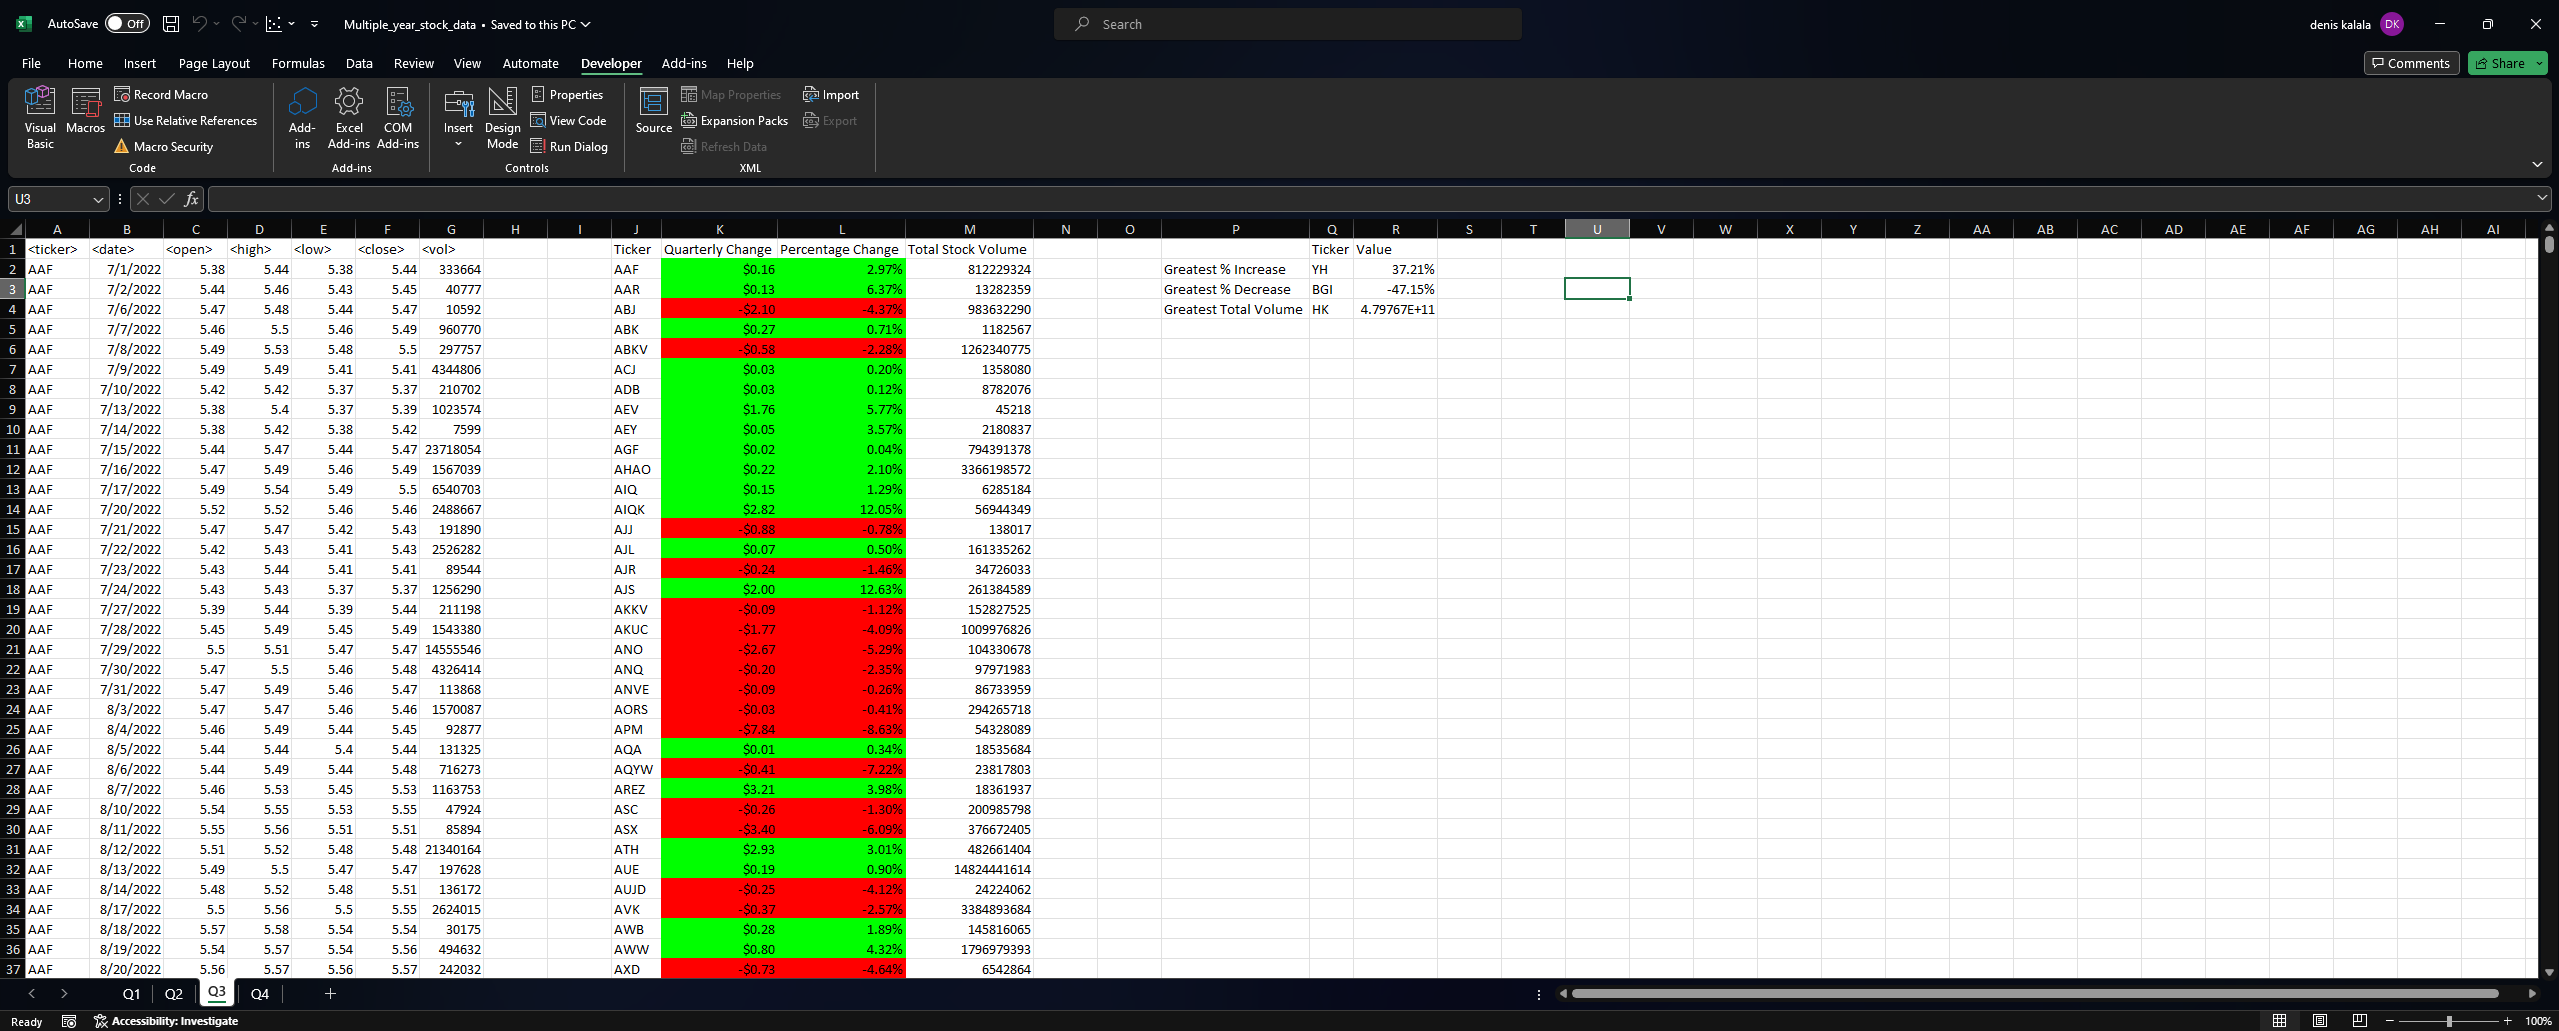 AutoSave Off Multiple_year_stock_data • Saved to this PC Search denis kalala DK
File Home Insert Page Layout Formulas Data Review View Automate Developer Add-ins Help Comments Share
Visual Basic Macros Record Macro Use Relative References Macro Security Code
Add-ins Excel Add-ins COM Add-ins Add-ins
Insert Design Mode Properties View Code Run Dialog Controls
Source Map Properties Expansion Packs Refresh Data Import Export XML
U3 fx
A B C D E F G H I J K L M N O P Q R S T U V W X Y Z AA AB AC AD AE AF AG AH AI
1 <ticker> <date> <open> <high> <low> <close> <vol> Ticker Quarterly Change Percentage Change Total Stock Volume Ticker Value
2 AAF 7/1/2022 5.38 5.44 5.38 5.44 333664 AAF $0.16 2.97% 812229324 Greatest % Increase YH 37.21%
3 AAF 7/2/2022 5.44 5.46 5.43 5.45 40777 AAR $0.13 6.37% 13282359 Greatest % Decrease BGI -47.15%
4 AAF 7/6/2022 5.47 5.48 5.44 5.47 10592 ABJ -$2.10 -4.37% 983632290 Greatest Total Volume HK 4.79767E+11
5 AAF 7/7/2022 5.46 5.5 5.46 5.49 960770 ABK $0.27 0.71% 1182567
6 AAF 7/8/2022 5.49 5.53 5.48 5.5 297757 ABKV -$0.58 -2.28% 1262340775
7 AAF 7/9/2022 5.49 5.49 5.41 5.41 4344806 ACJ $0.03 0.20% 1358080
8 AAF 7/10/2022 5.42 5.42 5.37 5.37 210702 ADB $0.03 0.12% 8782076
9 AAF 7/13/2022 5.38 5.4 5.37 5.39 1023574 AEV $1.76 5.77% 45218
10 AAF 7/14/2022 5.38 5.42 5.38 5.42 7599 AEY $0.05 3.57% 2180837
11 AAF 7/15/2022 5.44 5.47 5.44 5.47 23718054 AGF $0.02 0.04% 794391378
12 AAF 7/16/2022 5.47 5.49 5.46 5.49 1567039 AHAO $0.22 2.10% 3366198572
13 AAF 7/17/2022 5.49 5.54 5.49 5.5 6540703 AIQ $0.15 1.29% 6285184
14 AAF 7/20/2022 5.52 5.52 5.46 5.46 2488667 AIQK $2.82 12.05% 56944349
15 AAF 7/21/2022 5.47 5.47 5.42 5.43 191890 AJJ -$0.88 -0.78% 138017
16 AAF 7/22/2022 5.42 5.43 5.41 5.43 2526282 AJL $0.07 0.50% 161335262
17 AAF 7/23/2022 5.43 5.44 5.41 5.41 89544 AJR -$0.24 -1.46% 34726033
18 AAF 7/24/2022 5.43 5.43 5.37 5.37 1256290 AJS $2.00 12.63% 261384589
19 AAF 7/27/2022 5.39 5.44 5.39 5.44 211198 AKKV -$0.09 -1.12% 152827525
20 AAF 7/28/2022 5.45 5.49 5.45 5.49 1543380 AKUC -$1.77 -4.09% 1009976826
21 AAF 7/29/2022 5.5 5.51 5.47 5.47 14555546 ANO -$2.67 -5.29% 104330678
22 AAF 7/30/2022 5.47 5.5 5.46 5.48 4326414 ANQ -$0.20 -2.35% 97971983
23 AAF 7/31/2022 5.47 5.49 5.46 5.47 113868 ANVE -$0.09 -0.26% 86733959
24 AAF 8/3/2022 5.47 5.47 5.46 5.46 1570087 AORS -$0.03 -0.41% 294265718
25 AAF 8/4/2022 5.46 5.49 5.44 5.45 92877 APM -$7.84 -8.63% 54328089
26 AAF 8/5/2022 5.44 5.44 5.4 5.44 131325 AQA $0.01 0.34% 18535684
27 AAF 8/6/2022 5.44 5.49 5.44 5.48 716273 AQYW -$0.41 -7.22% 23817803
28 AAF 8/7/2022 5.46 5.53 5.45 5.53 1163753 AREZ $3.21 3.98% 18361937
29 AAF 8/10/2022 5.54 5.55 5.53 5.55 47924 ASC -$0.26 -1.30% 200985798
30 AAF 8/11/2022 5.55 5.56 5.51 5.51 85894 ASX -$3.40 -6.09% 376672405
31 AAF 8/12/2022 5.51 5.52 5.48 5.48 21340164 ATH $2.93 3.01% 482661404
32 AAF 8/13/2022 5.49 5.5 5.47 5.47 197628 AUE $0.19 0.90% 14824441614
33 AAF 8/14/2022 5.48 5.52 5.48 5.51 136172 AUJD -$0.25 -4.12% 24224062
34 AAF 8/17/2022 5.5 5.56 5.5 5.55 2624015 AVK -$0.37 -2.57% 3384893684
35 AAF 8/18/2022 5.57 5.58 5.54 5.54 30175 AWB $0.28 1.89% 145816065
36 AAF 8/19/2022 5.54 5.57 5.54 5.56 494632 AWW $0.80 4.32% 1796979393
37 AAF 8/20/2022 5.56 5.57 5.56 5.57 242032 AXD -$0.73 -4.64% 6542864
Q1 Q2 Q3 Q4
Ready Accessibility: Investigate 100%